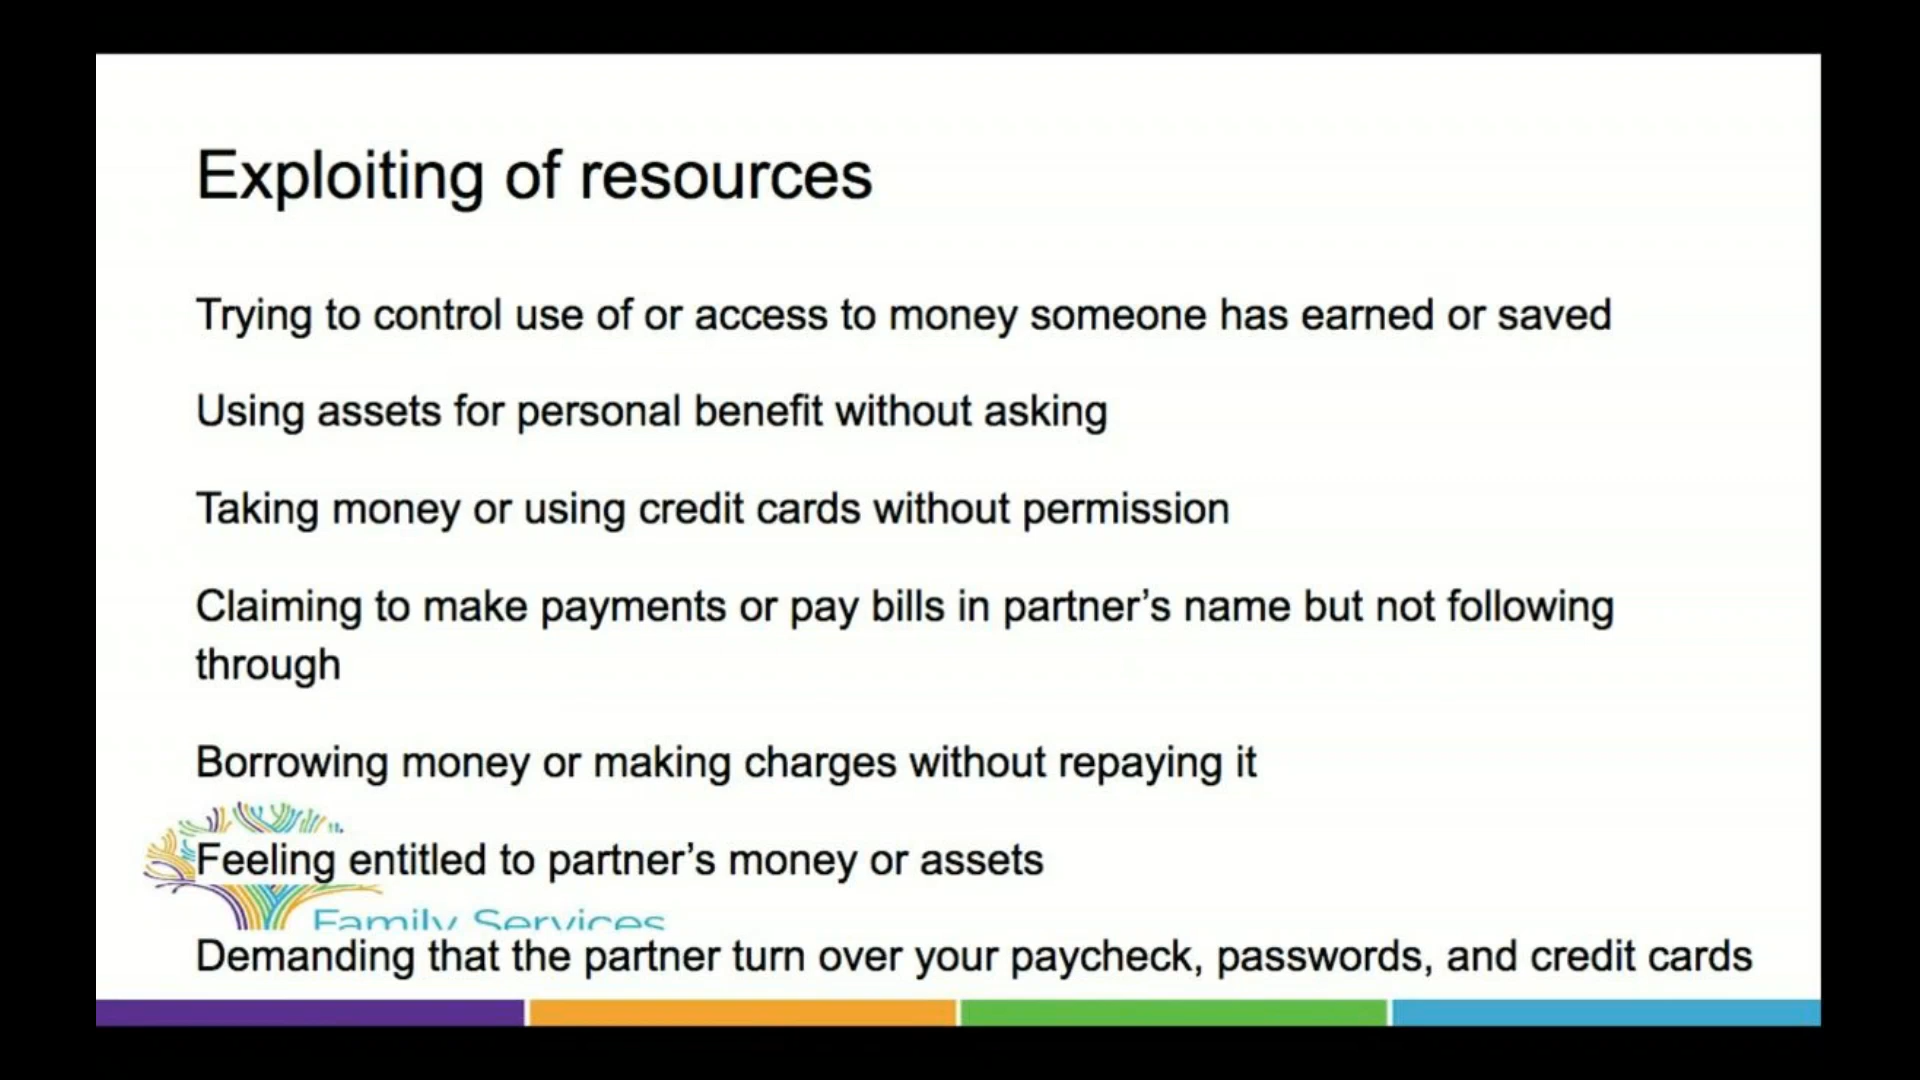 Exploiting of resources
Trying to control use of or access to money someone has earned or saved
Using assets for personal benefit without asking
Taking money or using credit cards without permission
Claiming to make payments or pay bills in partner's name but not following
through
Borrowing money or making charges without repaying it
Feeling entitled to partner's money or assets
Family Services
Demanding that the partner turn over your paycheck, passwords, and credit cards